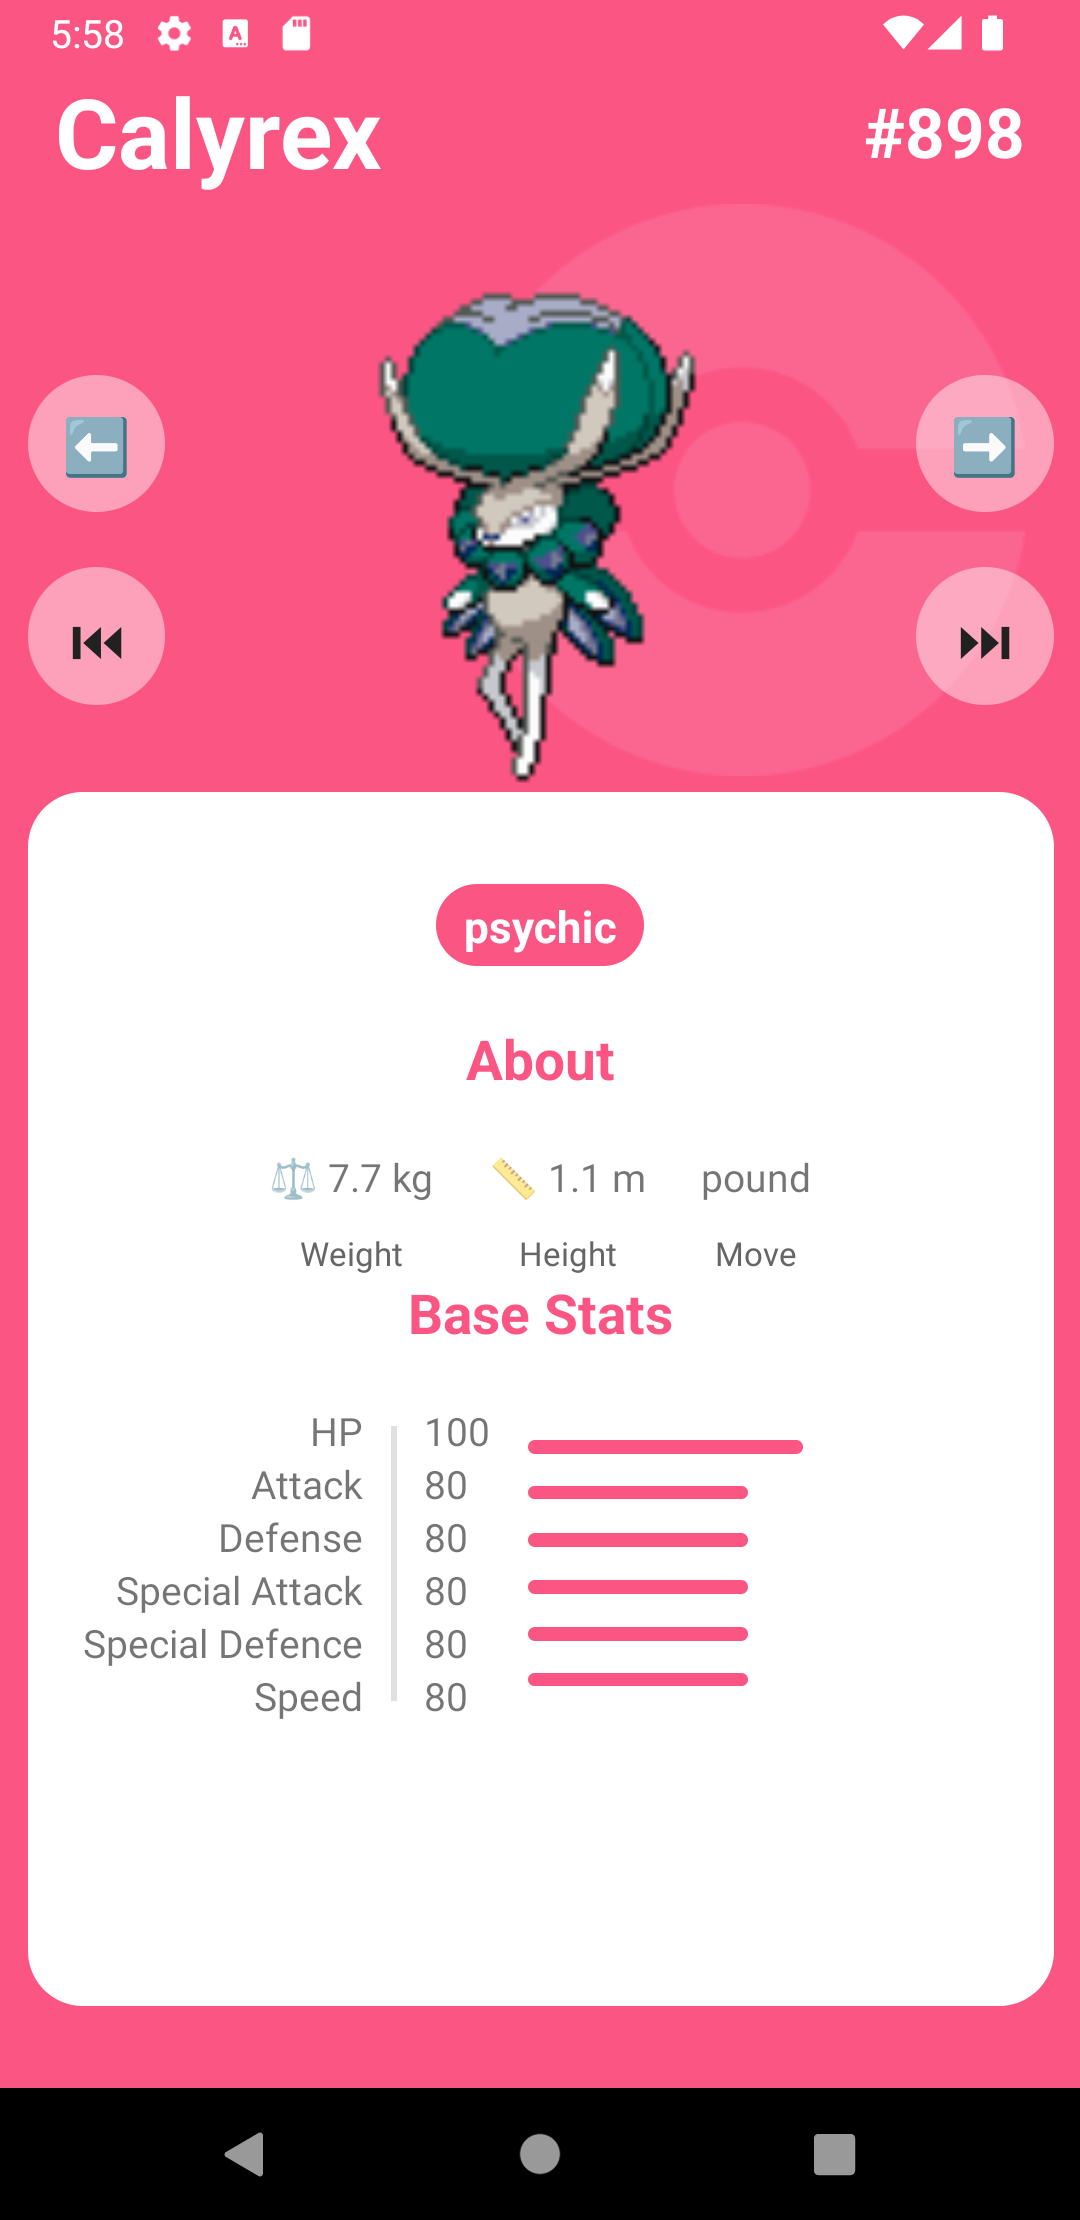 5:58
Calyrex
#898
psychic
About
7.7 kg
1.1 m
pound
Weight
Height
Move
Base Stats
HP 100
Attack 80
Defense 80
Special Attack 80
Special Defence 80
Speed 80